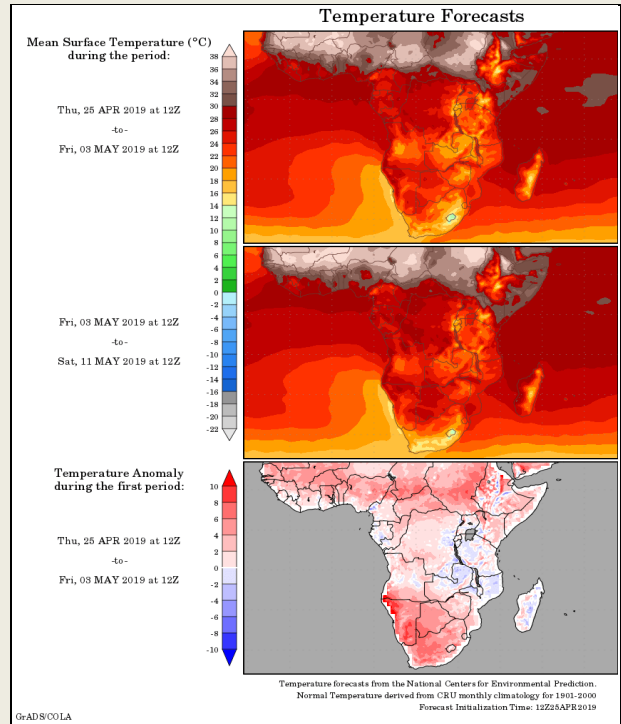 Temperature Forecasts
Mean Surface Temperature (°C)
during the period:
38
36
34
32
30
28
26
24
22
20
18
16
14
12
10
8
6
4
2
0
-2
-4
-6
-8
-10
-12
-14
-16
-18
-20
-22
Thu, 25 APR 2019 at 12Z
-to-
Fri, 03 MAY 2019 at 12Z
Fri, 03 MAY 2019 at 12Z
-to-
Sat, 11 MAY 2019 at 12Z
Temperature Anomaly
during the first period:
10
8
6
4
2
0
-2
-4
-6
-8
-10
Thu, 25 APR 2019 at 12Z
-to-
Fri, 03 MAY 2019 at 12Z
Temperature forecasts from the National Centers for Environmental Prediction.
Normal Temperature derived from CRU monthly climatology for 1901-2000
Forecast Initialization Time: 12Z25APR2019
GrADS/COLA